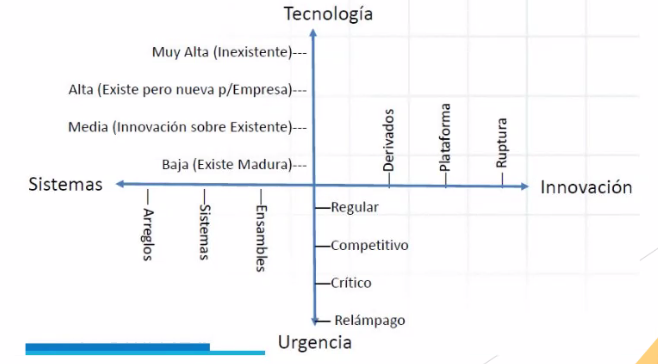 Tecnología
Muy Alta (Inexistente)---
Alta (Existe pero nueva p/Empresa)---
Media (Innovación sobre Existente)---
Baja (Existe Madura)---
Derivados
Plataforma
Ruptura
Sistemas
Innovación
Arreglos
Sistemas
Ensambles
Regular
Competitivo
Crítico
Relámpago
Urgencia